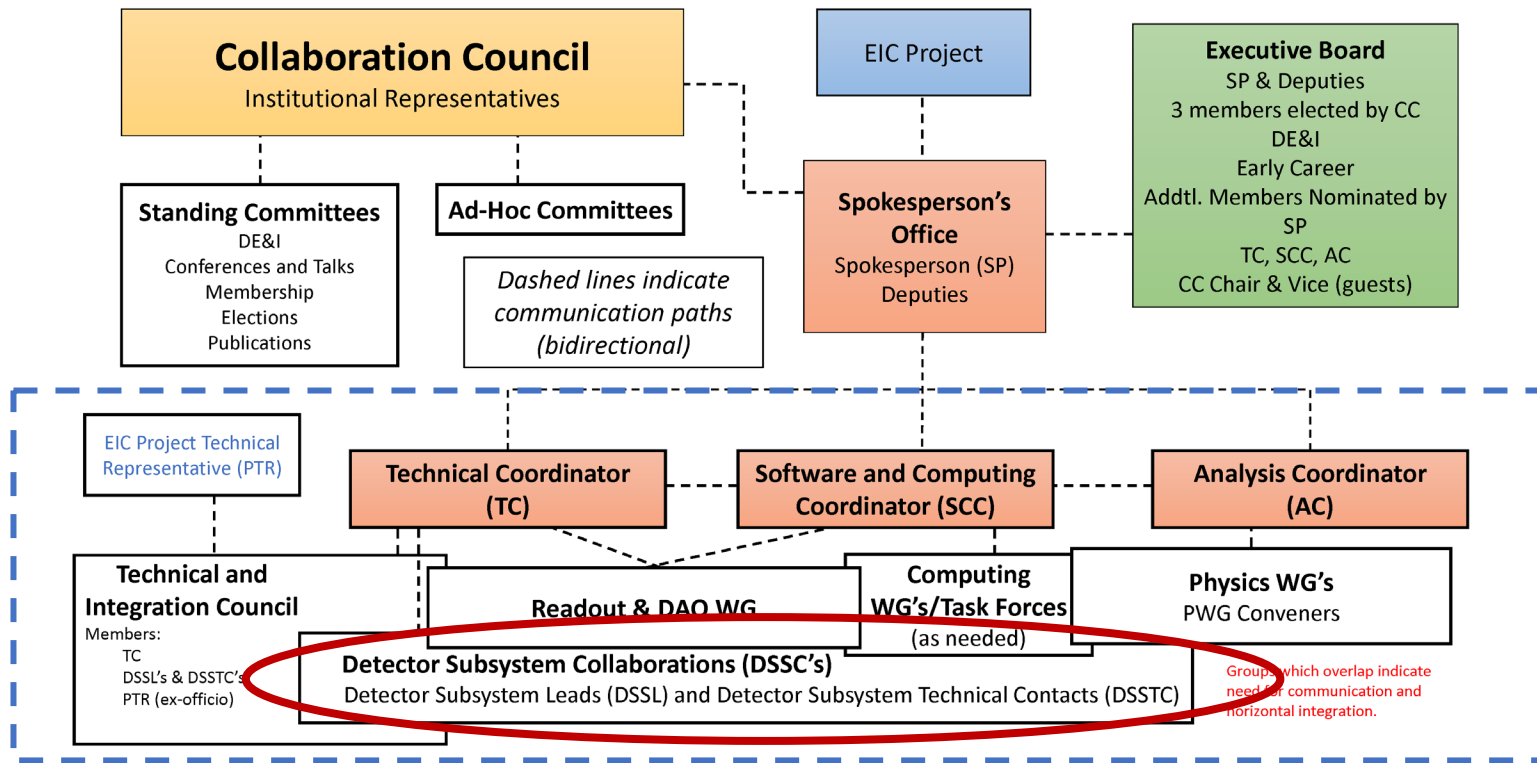 Collaboration Council
Institutional Representatives
EIC Project
Executive Board
SP & Deputies
3 members elected by CC
DE&I
Early Career
Addtl. Members Nominated by
SP
TC, SCC, AC
CC Chair & Vice (guests)
Standing Committees
DE&I
Conferences and Talks
Membership
Elections
Publications
Ad-Hoc Committees
Dashed lines indicate
communication paths
(bidirectional)
Spokesperson's
Office
Spokesperson (SP)
Deputies
EIC Project Technical
Representative (PTR)
Technical Coordinator
(TC)
Software and Computing
Coordinator (SCC)
Analysis Coordinator
(AC)
Technical and
Integration Council
Members:
TC
DSSL's & DSSTC's
PTR (ex-officio)
Readout & DAQ WG
Computing
WG's/Task Forces
(as needed)
Physics WG's
PWG Conveners
Detector Subsystem Collaborations (DSSC's)
Detector Subsystem Leads (DSSL) and Detector Subsystem Technical Contacts (DSSTC)
Groups which overlap indicate
need for communication and
horizontal integration.